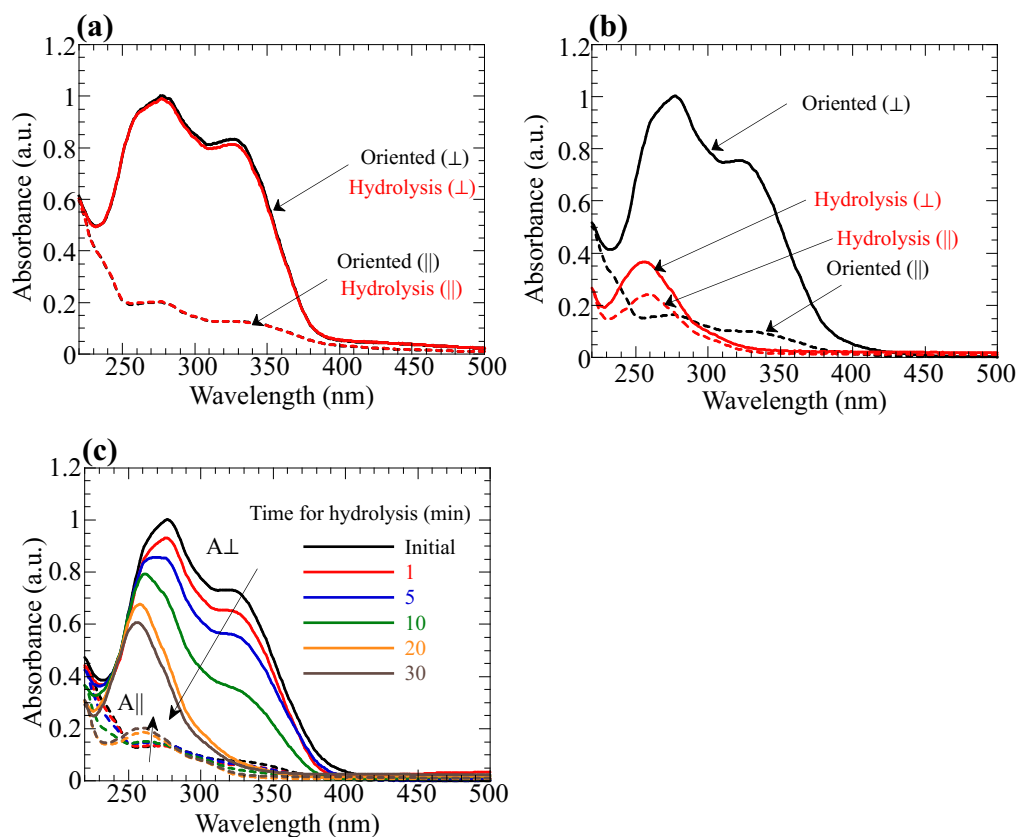 (a)
1.2
1
0.8
0.6
0.4
0.2
0
Absorbance (a.u.)
Oriented (⊥)
Hydrolysis (⊥)
Oriented (||)
Hydrolysis (||)
250 300 350 400 450 500
Wavelength (nm)
(b)
1.2
1
0.8
0.6
0.4
0.2
0
Absorbance (a.u.)
Oriented (⊥)
Hydrolysis (⊥)
Hydrolysis (||)
Oriented (||)
250 300 350 400 450 500
Wavelength (nm)
(c)
1.2
1
0.8
0.6
0.4
0.2
0
Absorbance (a.u.)
Time for hydrolysis (min)
Initial
1
5
10
20
30
A⊥
A||
250 300 350 400 450 500
Wavelength (nm)